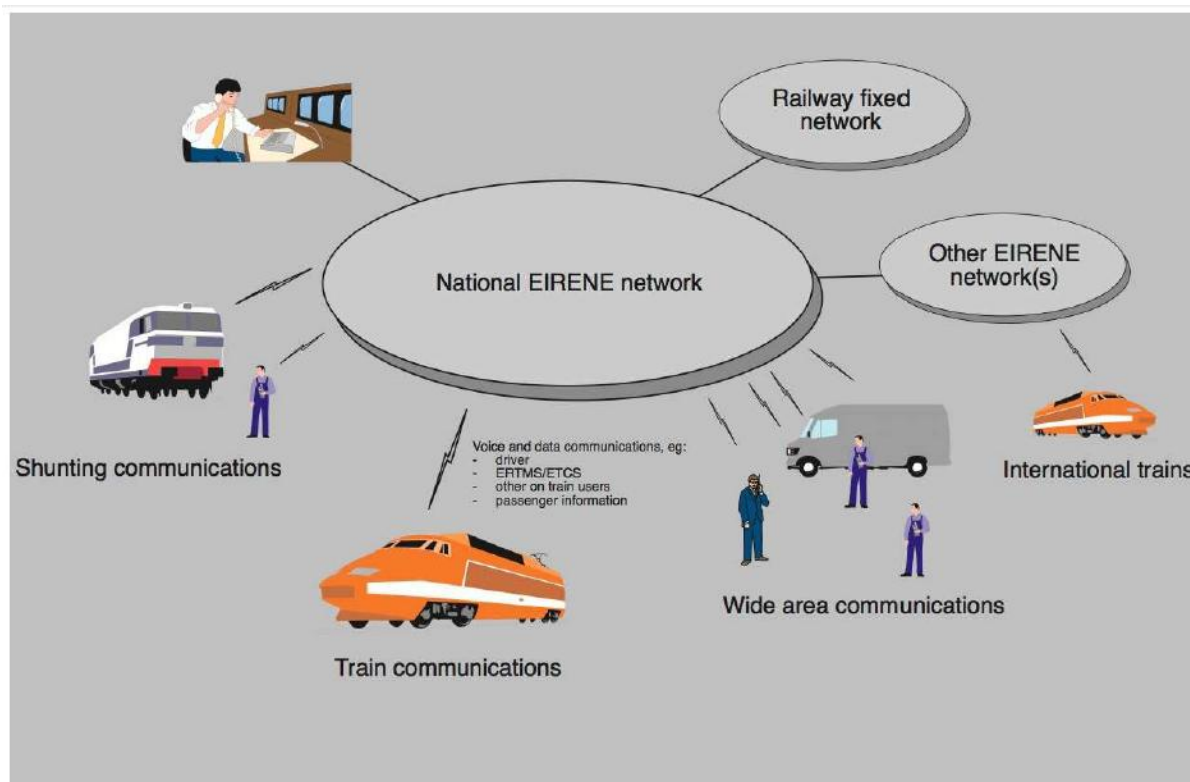 Railway fixed
network
Other EIRENE
network(s)
National EIRENE network
Shunting communications
Voice and data communications, eg:
- driver
- ERTMS/ETCS
- other on train users
- passenger information
International trains
Wide area communications
Train communications